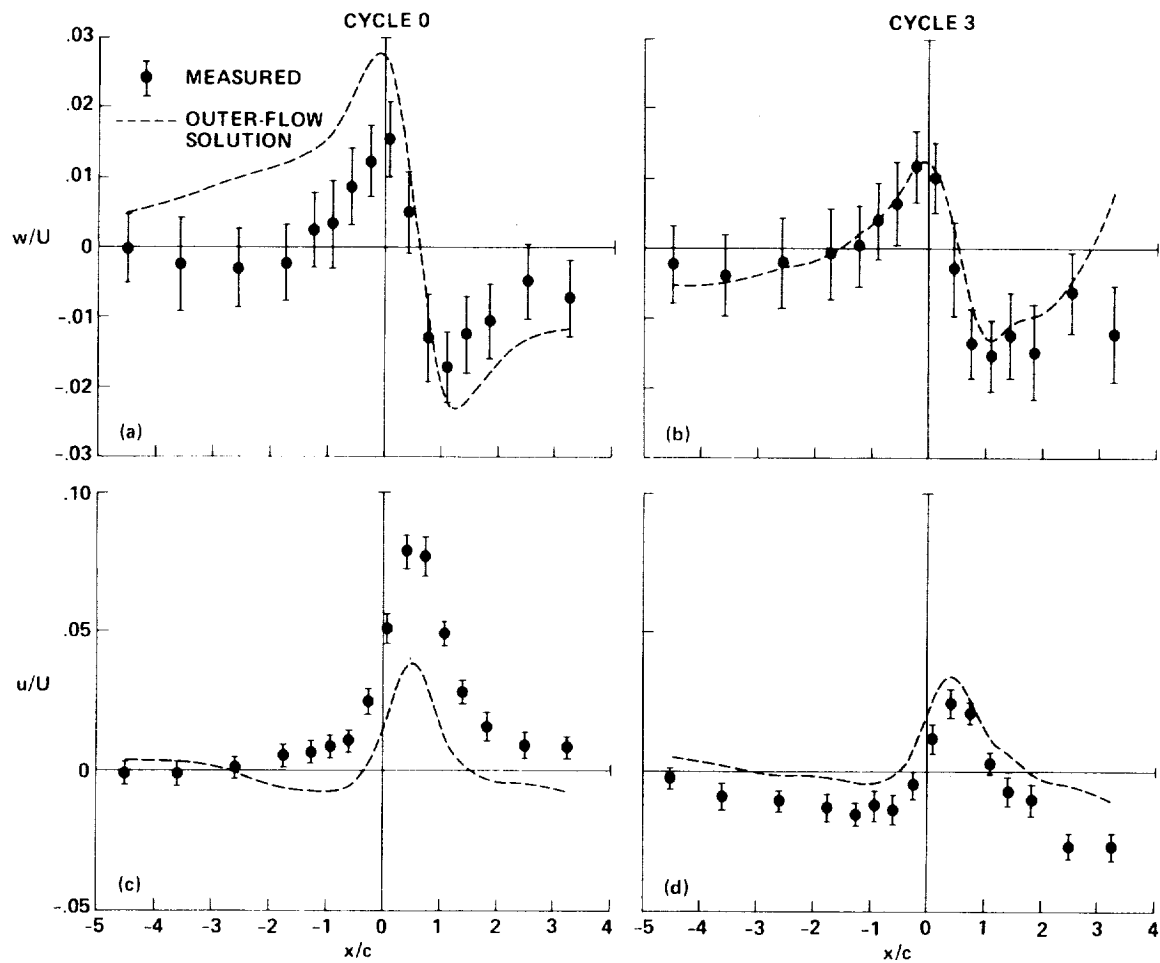 CYCLE 0
CYCLE 3
.03
.02
.01
w/U
0
-.01
-.02
-.03
MEASURED
OUTER-FLOW
SOLUTION
(a)
(b)
.10
.05
u/U
0
-.05
(c)
(d)
-5 -4 -3 -2 -1 0 1 2 3 4
x/c
-5 -4 -3 -2 -1 0 1 2 3 4
x/c